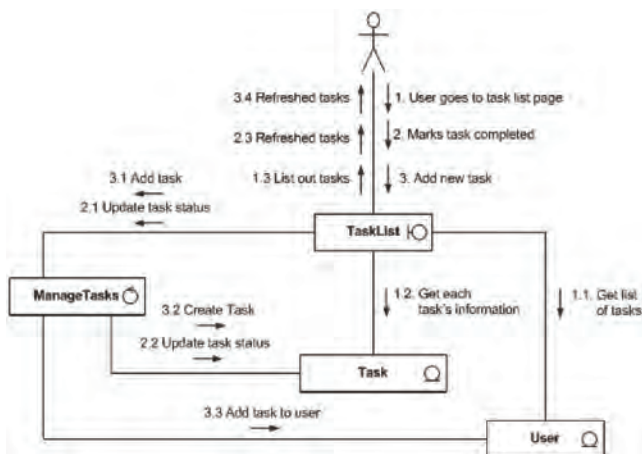 3.4 Refreshed tasks
1. User goes to task list page
2.3 Refreshed tasks
2. Marks task completed
1.3 List out tasks
3. Add new task
3.1 Add task
2.1 Update task status
TaskList
ManageTasks
1.2. Get each
task's information
1.1. Get list
of tasks
3.2 Create Task
2.2 Update task status
Task
3.3 Add task to user
User